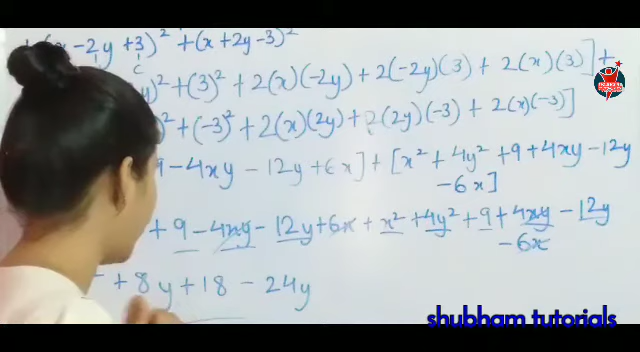 - 2y + 3)² + (x + 2y - 3)²
y)² + (3)² + 2(x)(-2y) + 2(-2y)(3) + 2(x)(3)] +
)² + (-3)² + 2(x)(2y) + 2(2y)(-3) + 2(x)(-3)]
9 - 4xy - 12y + 6x] + [x² + 4y² + 9 + 4xy - 12y
- 6x]
+ 9 - 4xy - 12y + 6x + x² + 4y² + 9 + 4xy - 12y
- 6x
+ 8y + 18 - 24y
shubham tutorials